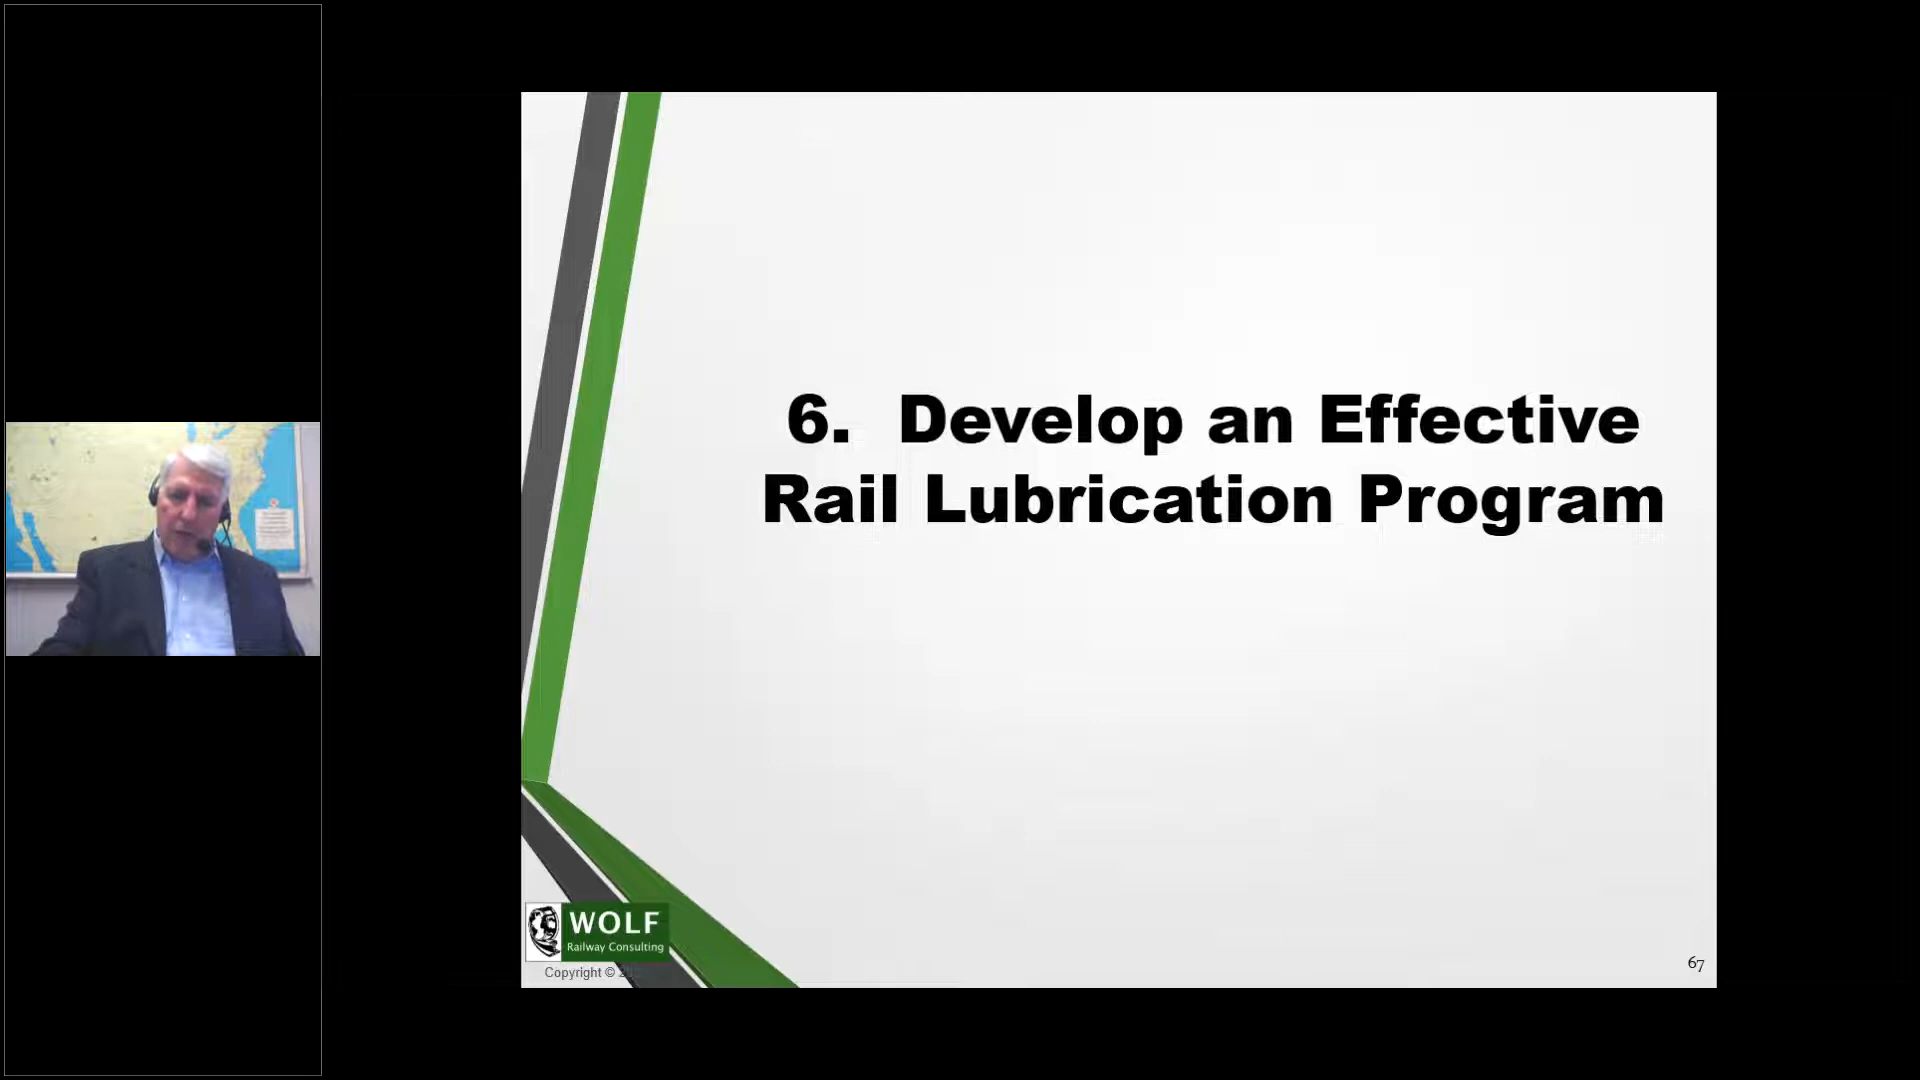 6. Develop an Effective
Rail Lubrication Program
WOLF
Railway Consulting
Copyright ©
67